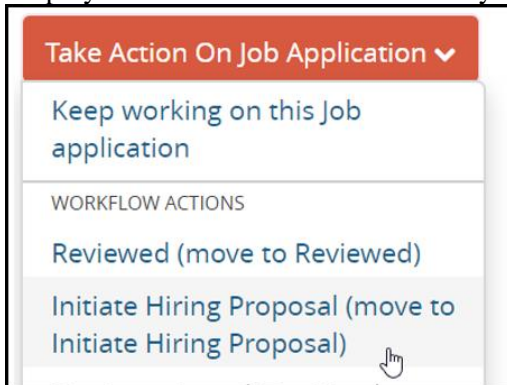 Take Action On Job Application
Keep working on this Job
application
WORKFLOW ACTIONS
Reviewed (move to Reviewed)
Initiate Hiring Proposal (move to
Initiate Hiring Proposal)